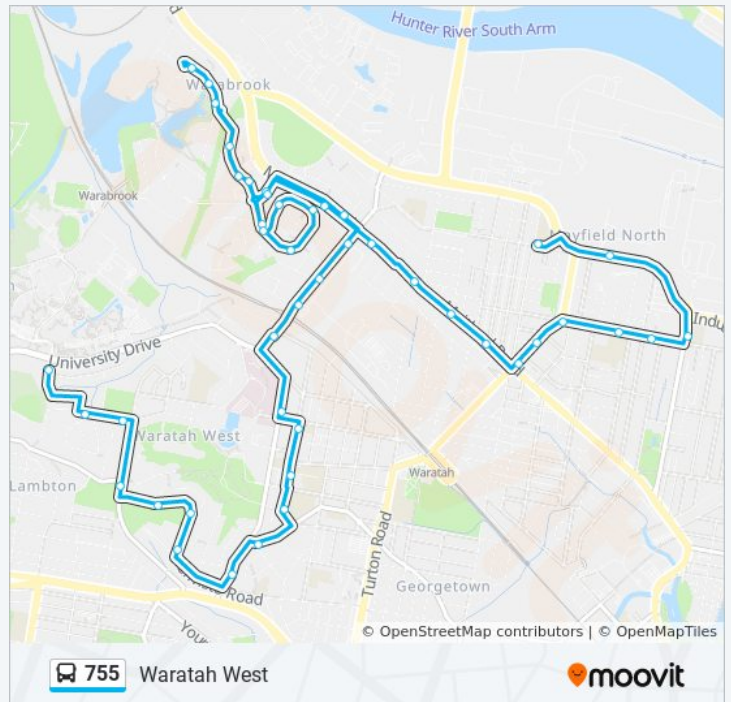 Hunter River South Arm
Warabrook
Warabrook
Mayfield North
Indu
University Drive
Waratah West
Lambton
Waratah
Turton Road
Road
Georgetown
© OpenStreetMap contributors | © OpenMapTiles
755 Waratah West
moovit